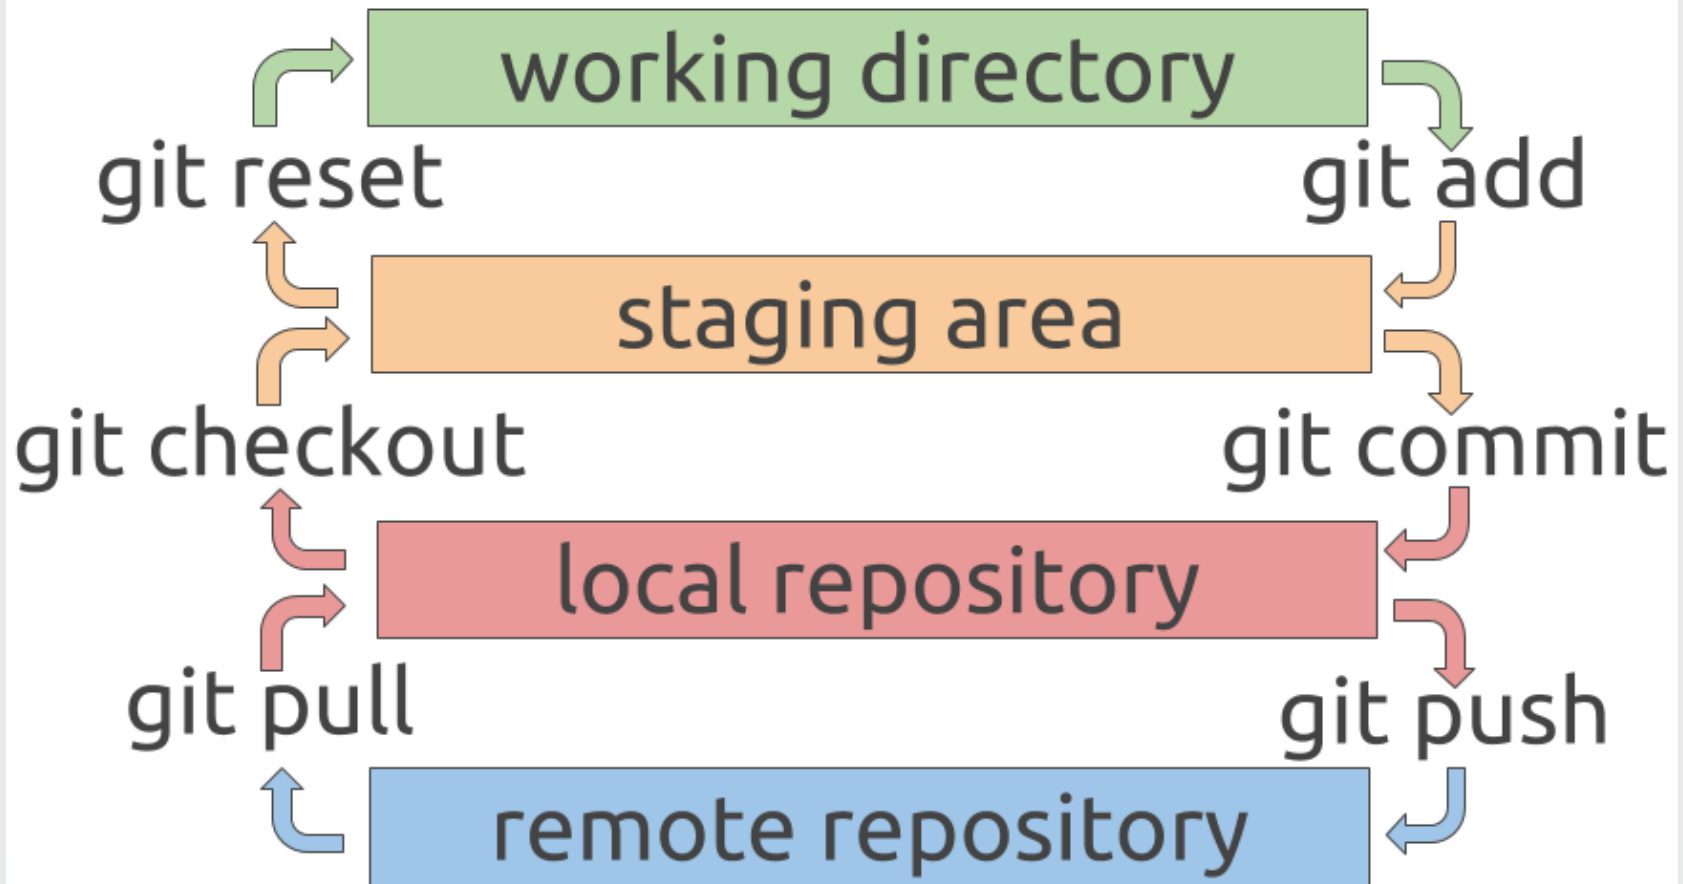 working directory
git reset
git add
staging area
git checkout
git commit
local repository
git pull
git push
remote repository